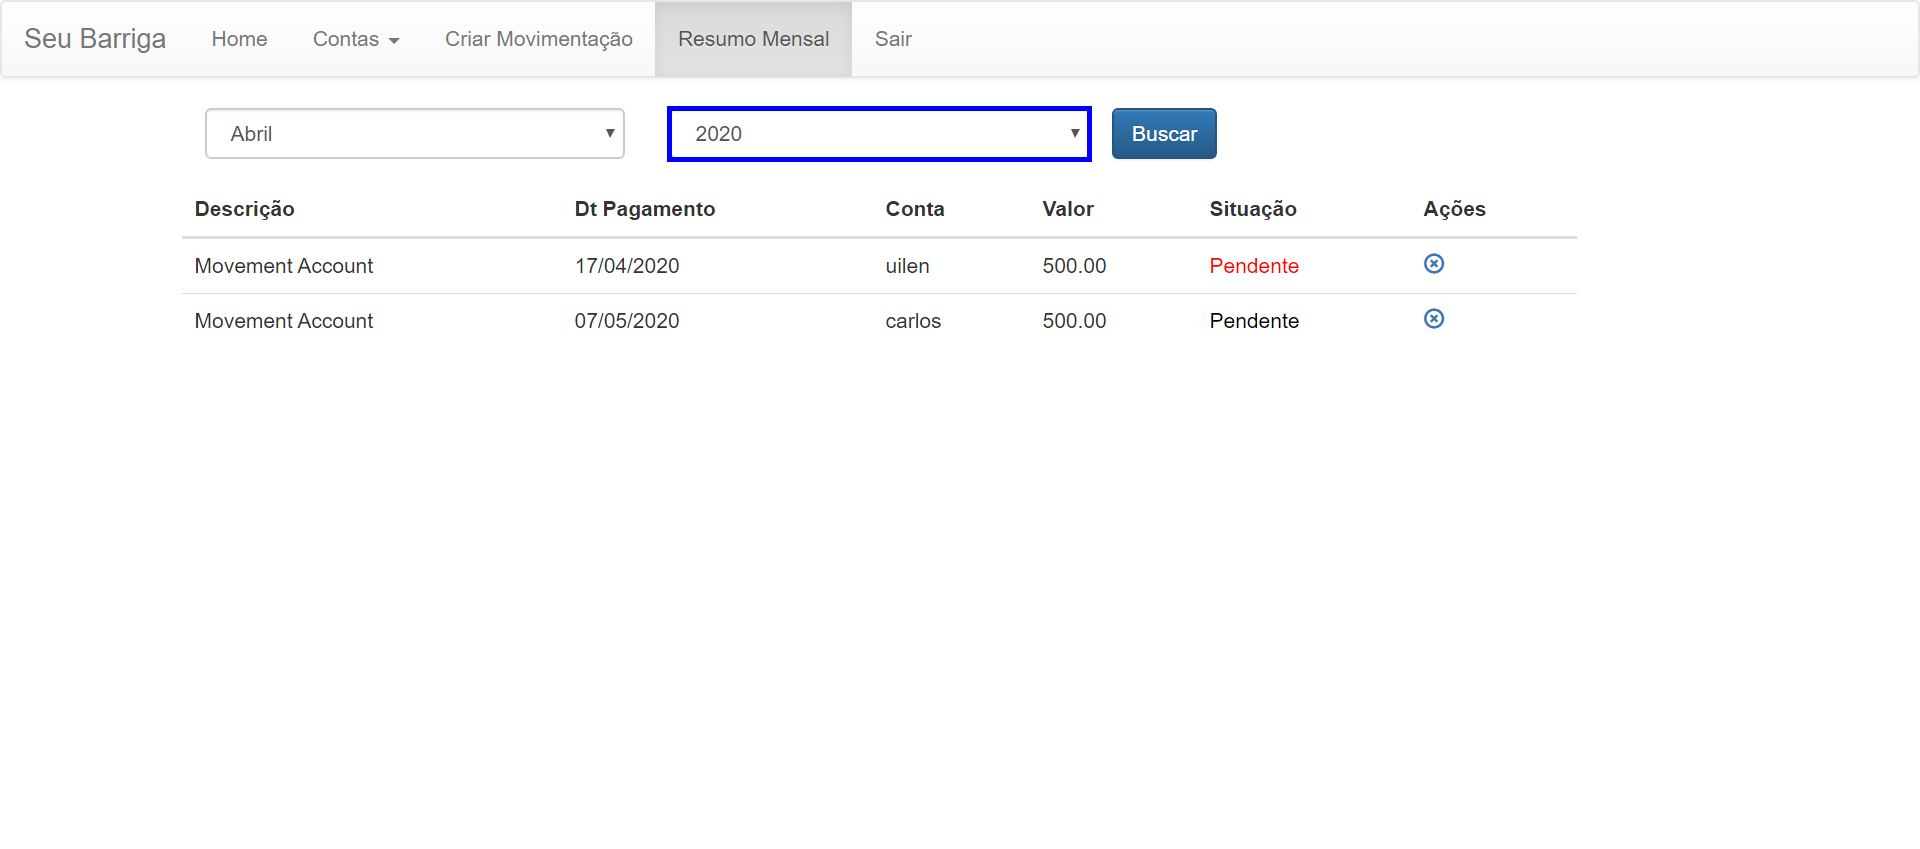 Seu Barriga Home Contas Criar Movimentação Resumo Mensal Sair
Abril 2020 Buscar
Descrição Dt Pagamento Conta Valor Situação Ações
Movement Account 17/04/2020 uilen 500.00 Pendente
Movement Account 07/05/2020 carlos 500.00 Pendente